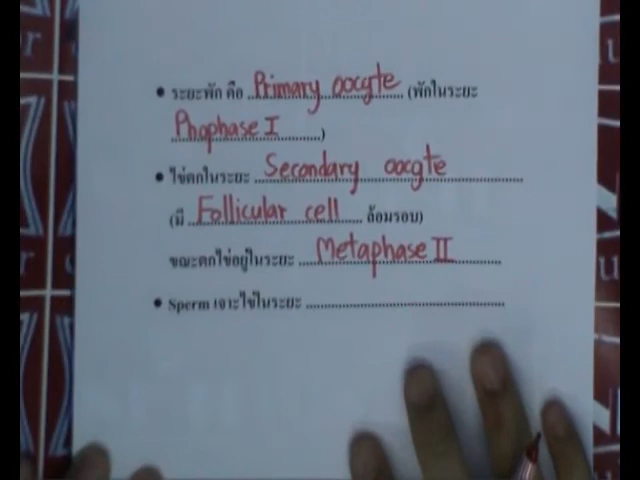 • ระยะพัก คือ Primary oocyte (พักในระยะ
Phophase I)
• ไข่ตกในระยะ Secondary oocyte
(มี Follicular cell ล้อมรอบ)
ขณะตกไข่อยู่ในระยะ Metaphase II
• Sperm เจาะไข่ในระยะ